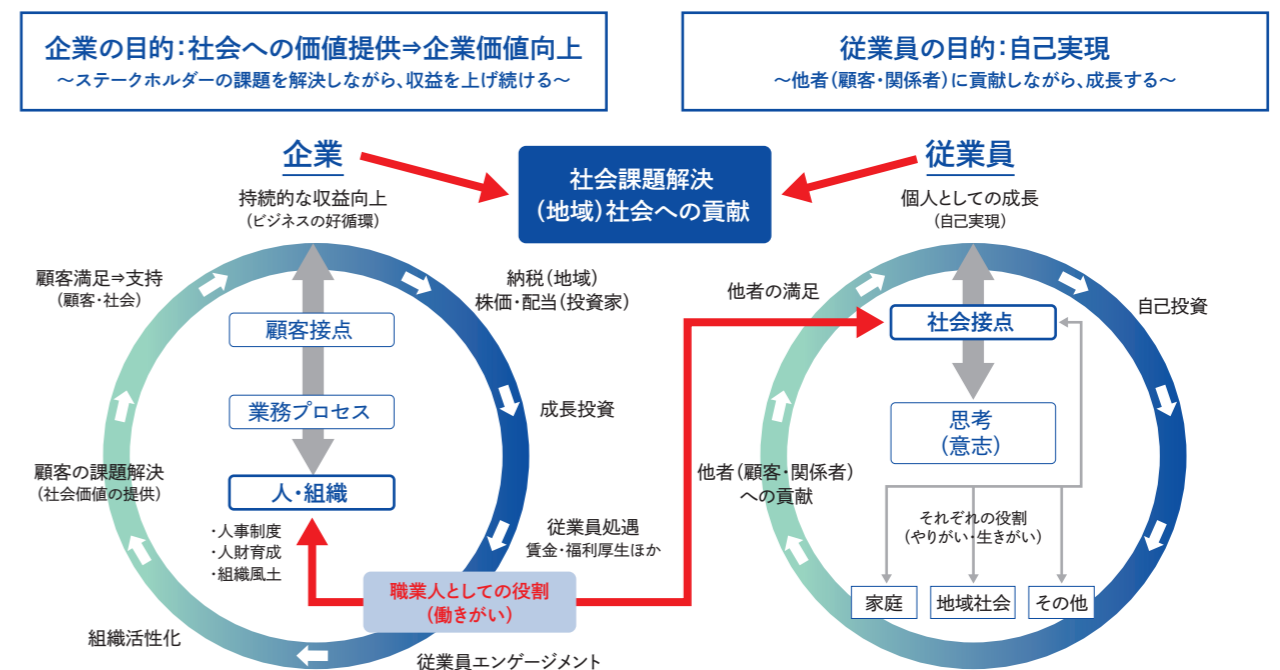 企業の目的：社会への価値提供⇒企業価値向上
～ステークホルダーの課題を解決しながら、収益を上げ続ける～
従業員の目的：自己実現
～他者（顧客・関係者）に貢献しながら、成長する～
企業
持続的な収益向上
（ビジネスの好循環）
社会課題解決
（地域）社会への貢献
従業員
個人としての成長
（自己実現）
顧客満足⇒支持
（顧客・社会）
納税（地域）
株価・配当（投資家）
顧客接点
業務プロセス
成長投資
顧客の課題解決
（社会価値の提供）
人・組織
・人事制度
・人財育成
・組織風土
従業員処遇
賃金・福利厚生ほか
職業人としての役割
（働きがい）
組織活性化
従業員エンゲージメント
他者の満足
社会接点
自己投資
思考
（意志）
他者（顧客・関係者）
への貢献
それぞれの役割
（やりがい・生きがい）
家庭
地域社会
その他